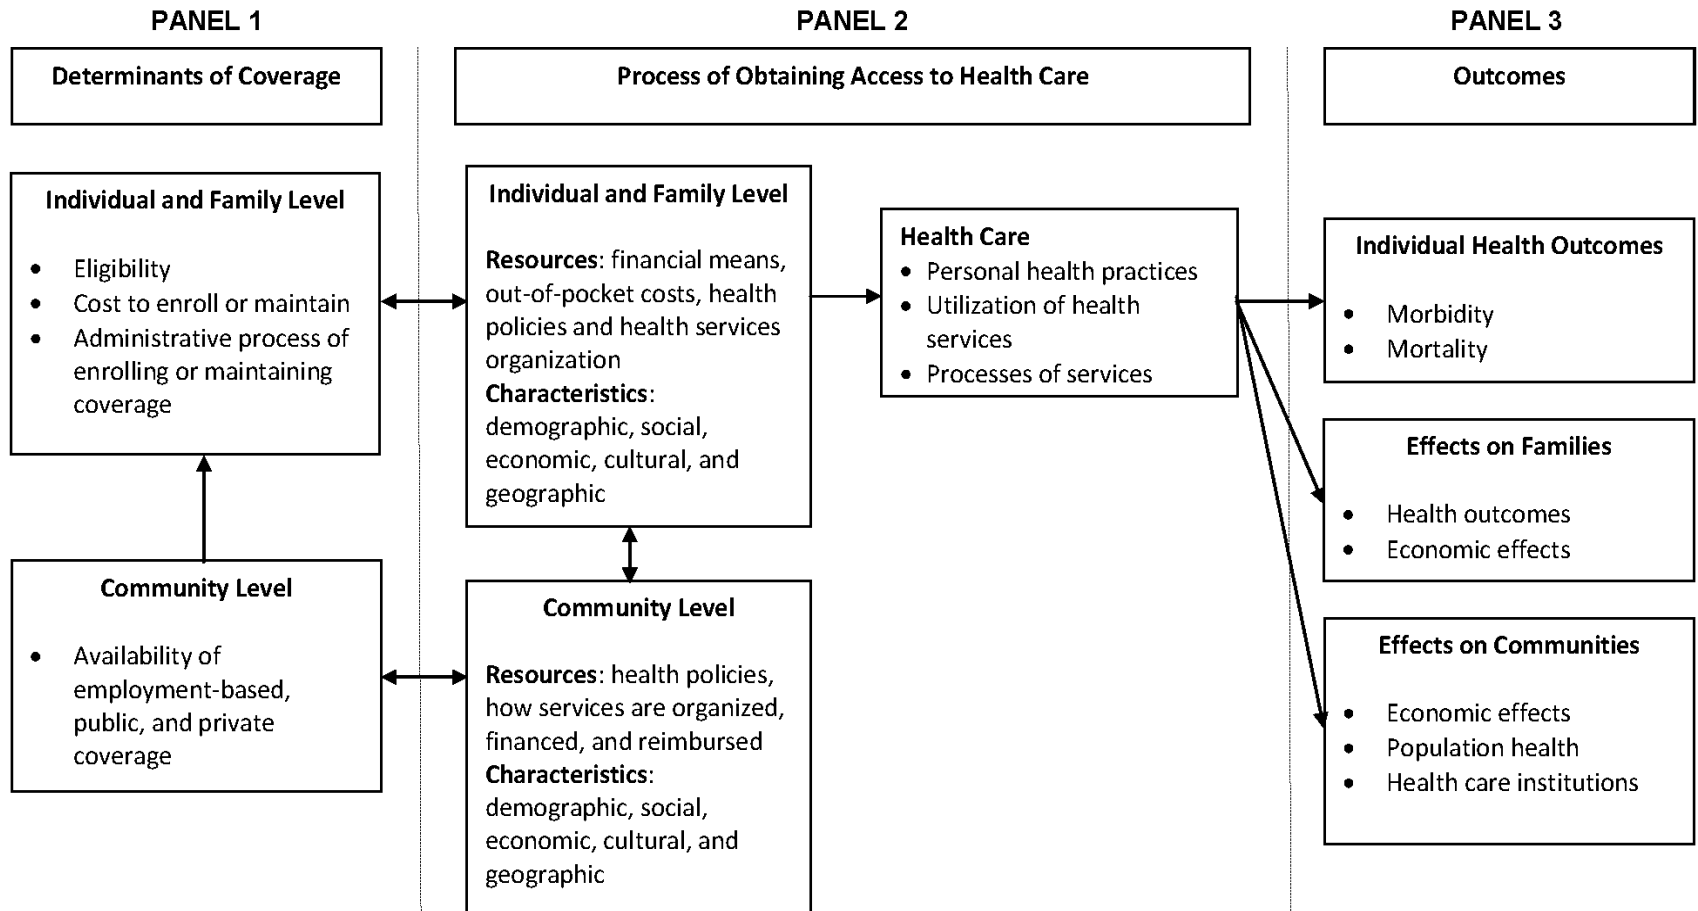 PANEL 1
Determinants of Coverage
Individual and Family Level
• Eligibility
• Cost to enroll or maintain
• Administrative process of
enrolling or maintaining
coverage
Community Level
• Availability of
employment-based,
public, and private
coverage
PANEL 2
Process of Obtaining Access to Health Care
Individual and Family Level
Resources: financial means,
out-of-pocket costs, health
policies and health services
organization
Characteristics:
demographic, social,
economic, cultural, and
geographic
Community Level
Resources: health policies,
how services are organized,
financed, and reimbursed
Characteristics:
demographic, social,
economic, cultural, and
geographic
Health Care
• Personal health practices
• Utilization of health
services
• Processes of services
PANEL 3
Outcomes
Individual Health Outcomes
• Morbidity
• Mortality
Effects on Families
• Health outcomes
• Economic effects
Effects on Communities
• Economic effects
• Population health
• Health care institutions